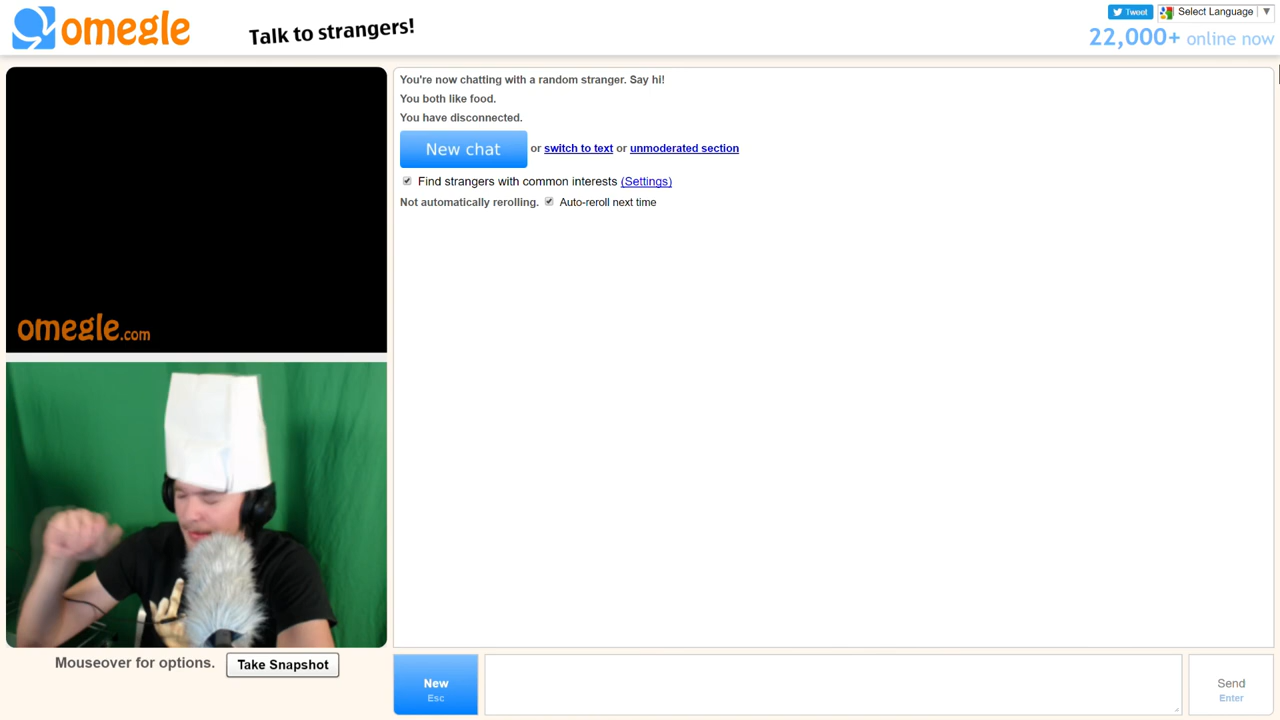 omegle
Talk to strangers!
Tweet
Select Language ▼
22,000+ online now
You're now chatting with a random stranger. Say hi!
You both like food.
You have disconnected.
New chat or switch to text or unmoderated section
Find strangers with common interests (Settings)
Not automatically rerolling. Auto-reroll next time
omegle.com
Mouseover for options. Take Snapshot
New
Esc
Send
Enter